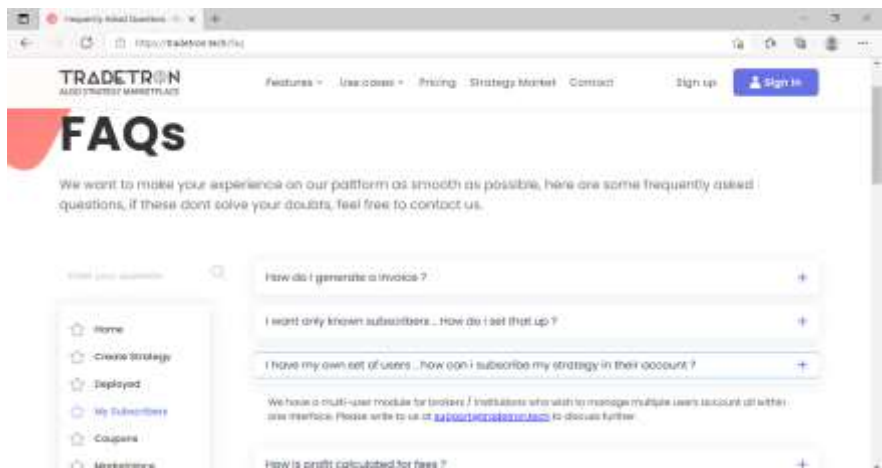 Frequently Asked Questions
https://tradetron.tech/faq
TRADETRON
ALGO STRATEGY MARKETPLACE
Features Use cases Pricing Strategy Market Contact Sign up Sign In
FAQs
We want to make your experience on our paltform as smooth as possible, here are some frequently asked
questions, if these dont solve your doubts, feel free to contact us.
How do I generate a invoice ?
I want only known subscribers... How do i set that up ?
Home
Create Strategy
I have my own set of users ...how can i subscribe my strategy in their account ?
Deployed
We have a multi-user module for brokers / institutions who wish to manage multiple users account all within
My Subscribers
one interface. Please write to us at support@tradetron.tech to discuss further.
Coupons
Marketplace
How is profit calculated for fees ?